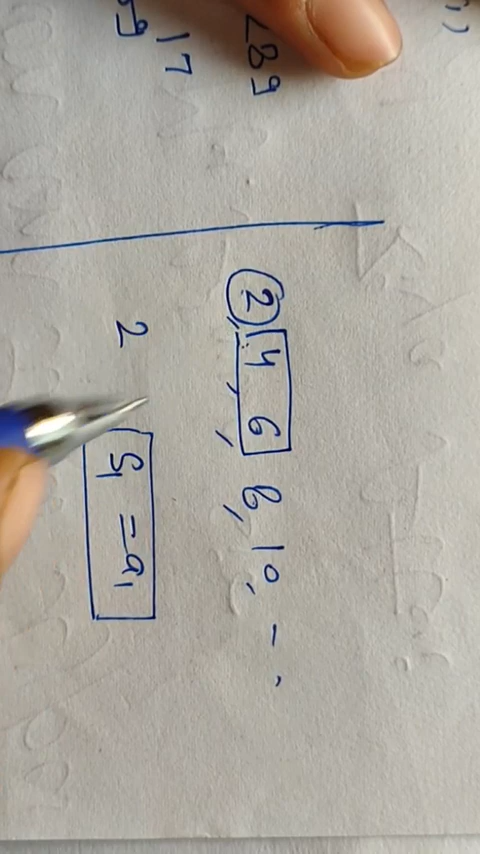 289
17
2, 4, 6, 8, 10, - .
2
S1 = a1